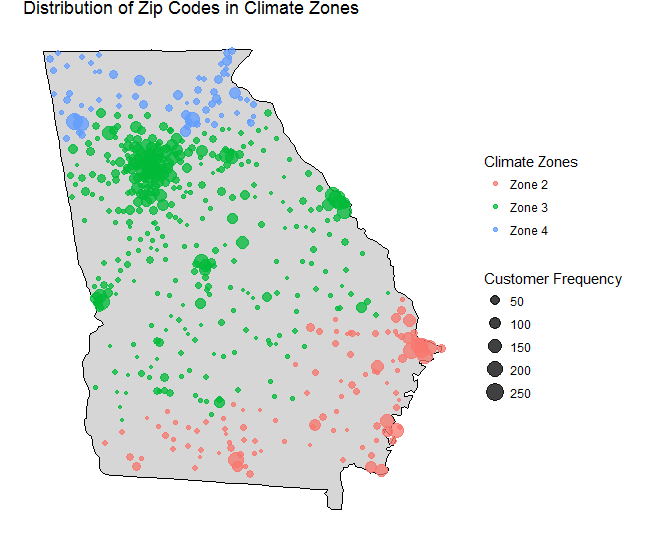 Distribution of Zip Codes in Climate Zones
Climate Zones
Zone 2
Zone 3
Zone 4
Customer Frequency
50
100
150
200
250